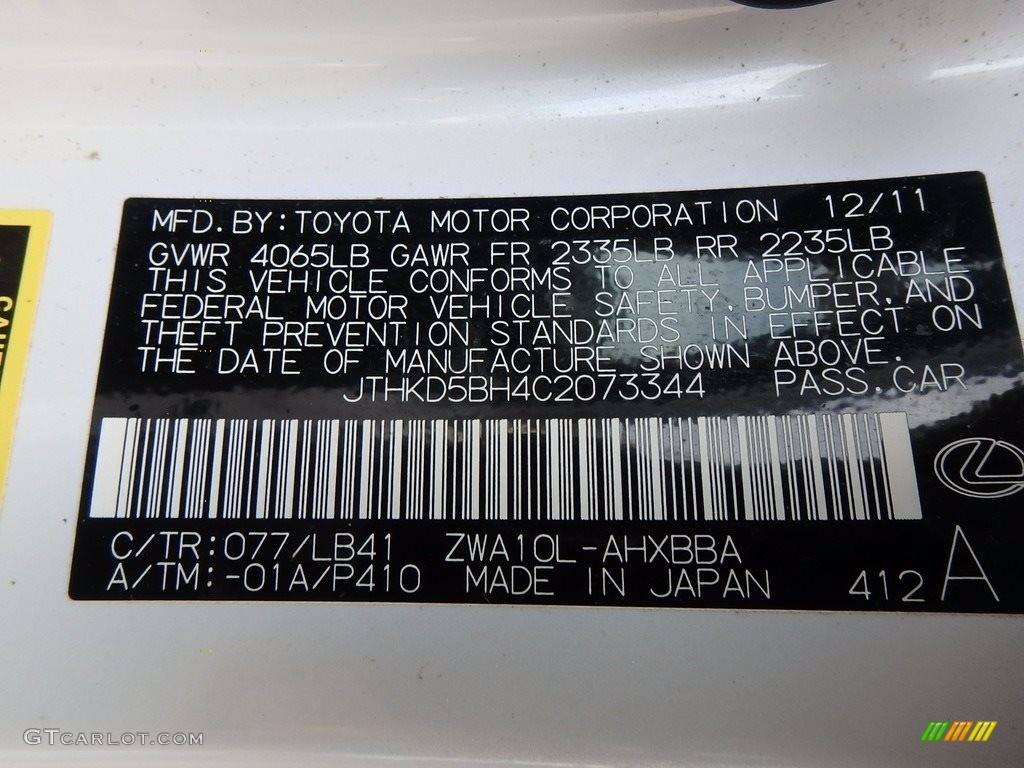 MFD. BY: TOYOTA MOTOR CORPORATION 12/11
GVWR 4065LB GAWR FR 2335LB RR 2235LB
THIS VEHICLE CONFORMS TO ALL APPLICABLE
FEDERAL MOTOR VEHICLE SAFETY, BUMPER, AND
THEFT PREVENTION STANDARDS IN EFFECT ON
THE DATE OF MANUFACTURE SHOWN ABOVE.
JTHKD5BH4C2073344 PASS. CAR
C/TR: 077/LB41 ZWA10L-AHXBBA
A/TM: -01A/P410 MADE IN JAPAN 412 A
GTCARLOT.COM